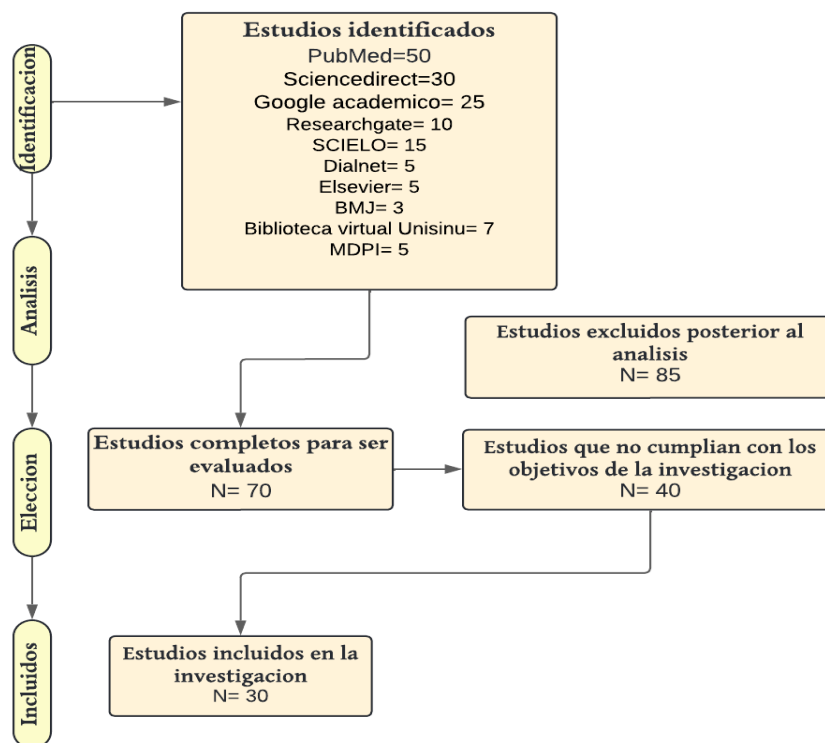 Identificacion
Estudios identificados
PubMed=50
Sciencedirect=30
Google academico= 25
Researchgate= 10
SCIELO= 15
Dialnet= 5
Elsevier= 5
BMJ= 3
Biblioteca virtual Unisinu= 7
MDPI= 5
Analisis
Estudios excluidos posterior al
analisis
N= 85
Eleccion
Estudios completos para ser
evaluados
N= 70
Estudios que no cumplian con los
objetivos de la investigacion
N= 40
Incluidos
Estudios incluidos en la
investigacion
N= 30